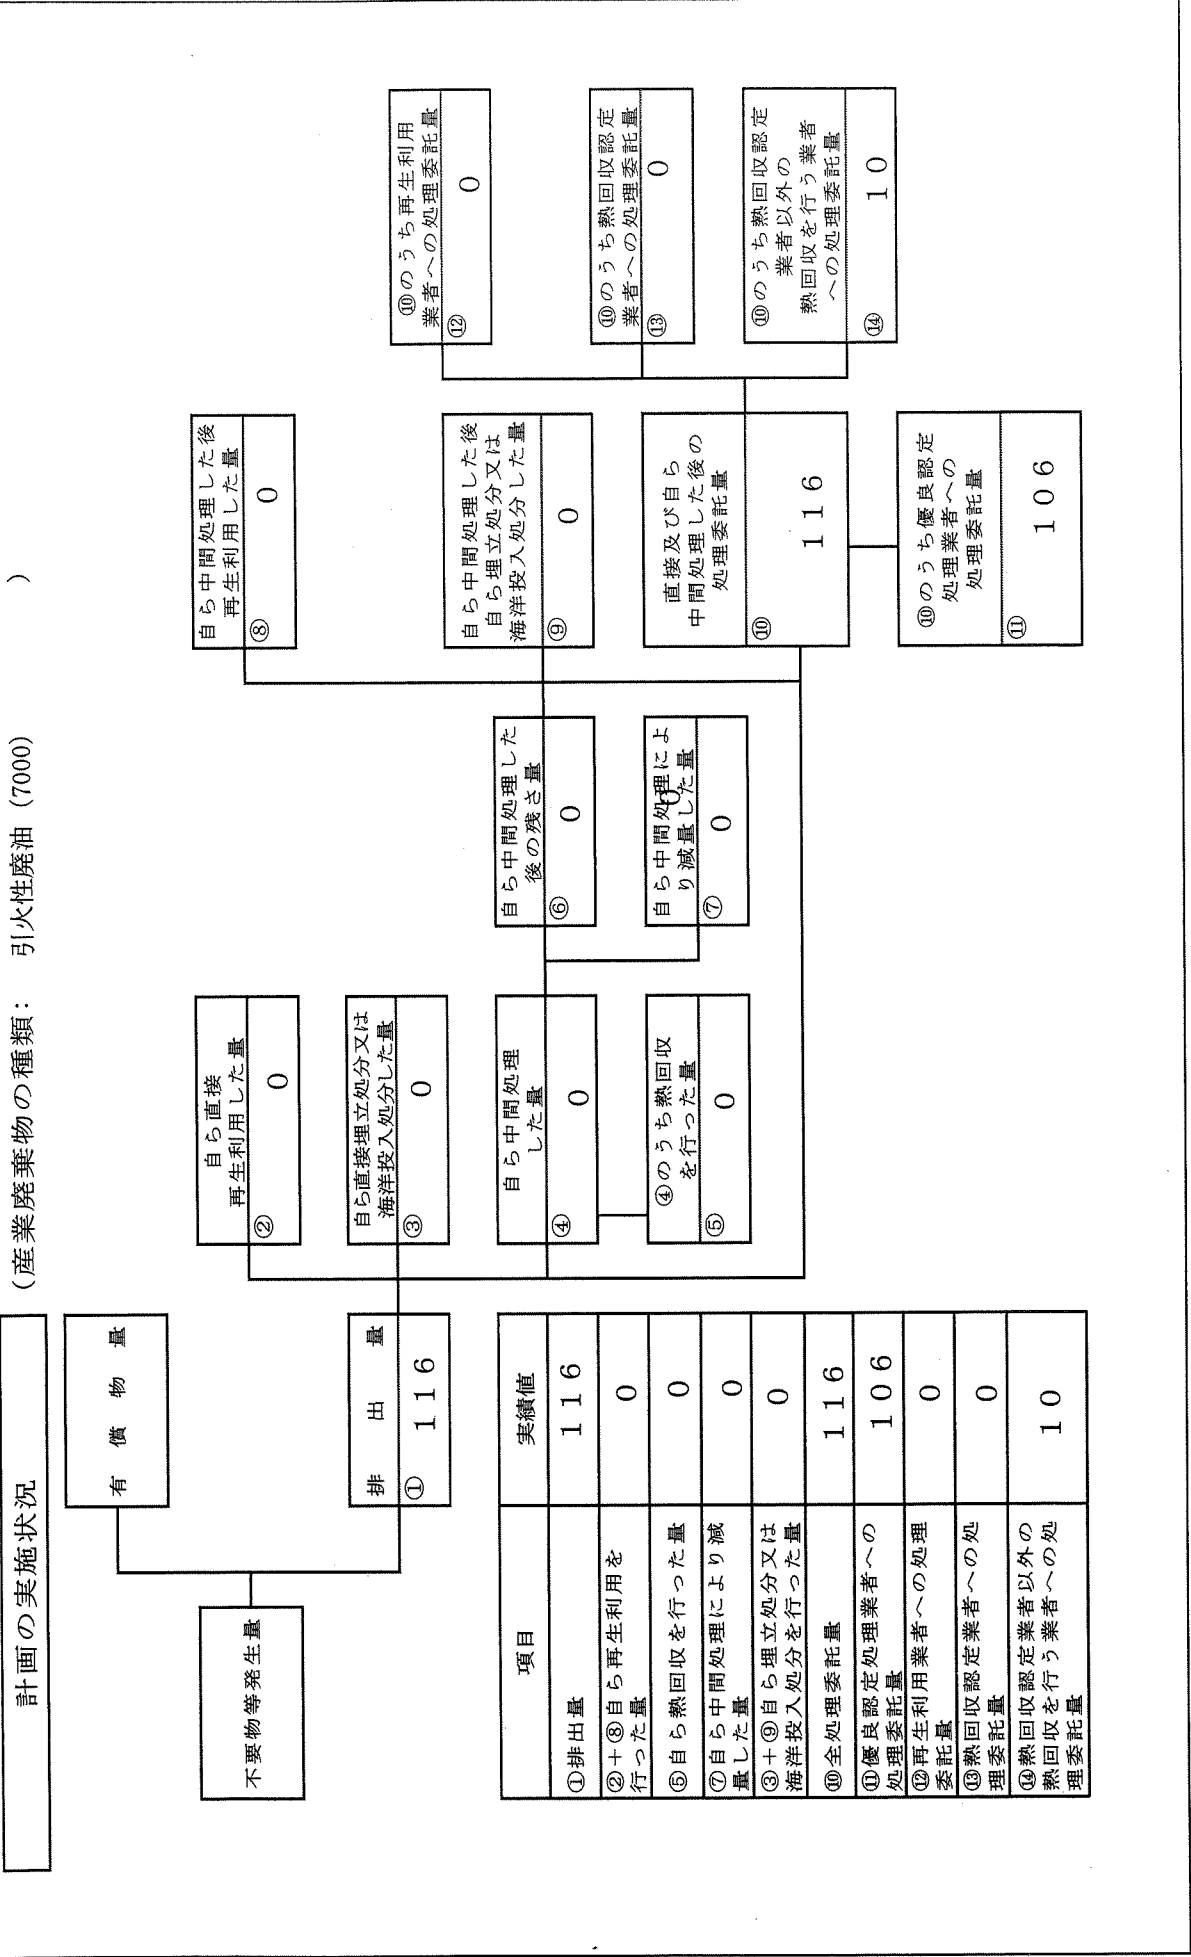 計画の実施状況
（産業廃棄物の種類： 引火性廃油 (7000) ）
不要物等発生量
有 償 物 量
排 出 量
① 116
自ら直接
再生利用した量
② 0
自ら直接埋立処分又は
海洋投入処分した量
③ 0
自ら中間処理
した量
④ 0
④のうち熱回収
を行った量
⑤ 0
自ら中間処理した
後の残さ量
⑥ 0
自ら中間処理によ
り減量した量
0
⑦ 0
自ら中間処理した後
再生利用した量
⑧ 0
自ら中間処理した後
自ら埋立処分又は
海洋投入処分した量
⑨ 0
直接及び自ら
中間処理した後の
処理委託量
⑩ 116
⑩のうち優良認定
処理業者への
処理委託量
⑪ 106
⑩のうち再生利用
業者への処理委託量
⑫ 0
⑩のうち熱回収認定
業者への処理委託量
⑬ 0
⑩のうち熱回収認定
業者以外の
熱回収を行う業者
への処理委託量
⑭ 10
項目 実績値
①排出量 116
②＋⑧自ら再生利用を
行った量 0
⑤自ら熱回収を行った量 0
⑦自ら中間処理により減
量した量 0
③＋⑨自ら埋立処分又は
海洋投入処分を行った量 0
⑩全処理委託量 116
⑪優良認定処理業者への
処理委託量 106
⑫再生利用業者への処理
委託量 0
⑬熱回収認定業者への処
理委託量 0
⑭熱回収認定業者以外の
熱回収を行う業者への処
理委託量 10